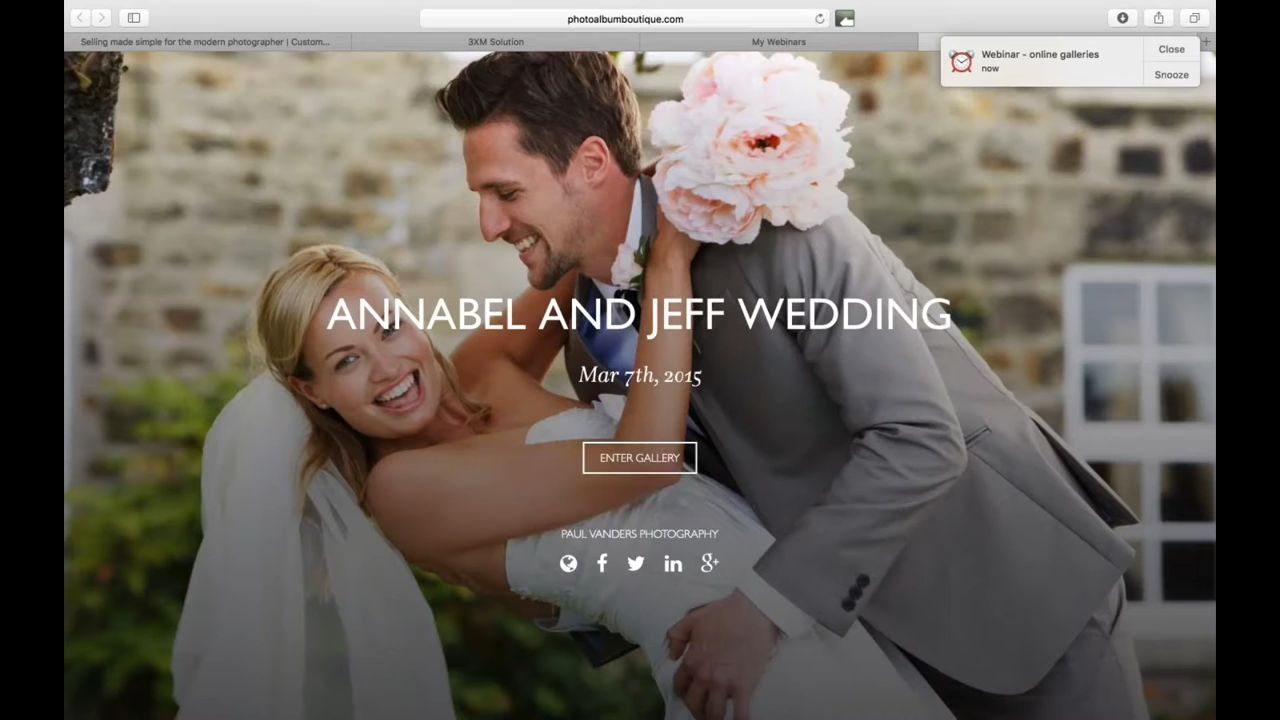 photoalbumboutique.com
Selling made simple for the modern photographer | Custom...
3XM Solution
My Webinars
Webinar - online galleries
now
Close
Snooze
ANNABEL AND JEFF WEDDING
Mar 7th, 2015
ENTER GALLERY
PAUL VANDERS PHOTOGRAPHY